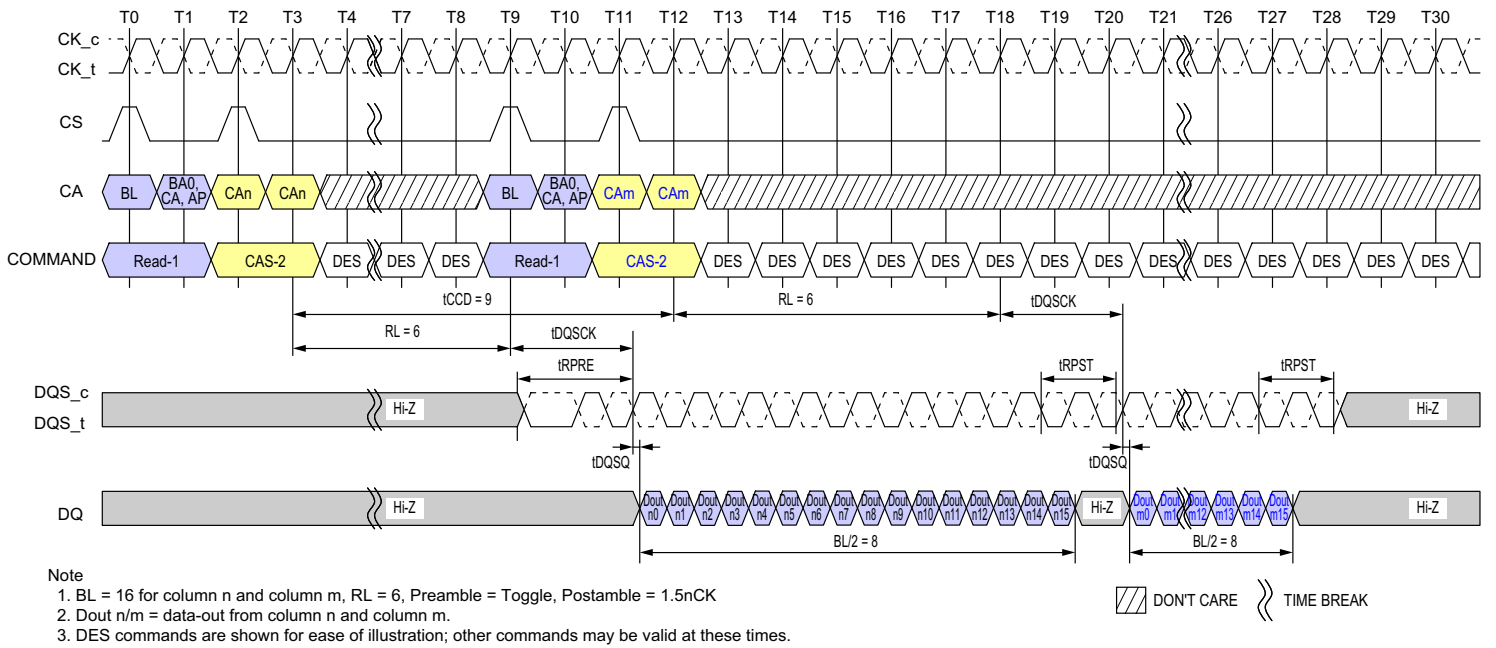 T0 T1 T2 T3 T4 T7 T8 T9 T10 T11 T12 T13 T14 T15 T16 T17 T18 T19 T20 T21 T26 T27 T28 T29 T30
CK_c
CK_t
CS
CA BL BA0, CA, AP CAn CAn BL BA0, CA, AP CAm CAm
COMMAND Read-1 CAS-2 DES DES DES Read-1 CAS-2 DES DES DES DES DES DES DES DES DES DES DES DES DES DES
tCCD = 9 RL = 6 tDQSCK
RL = 6 tDQSCK
tRPRE tRPST tRPST
DQS_c
DQS_t
Hi-Z Hi-Z
tDQSQ tDQSQ
DQ Hi-Z Dout n0 Dout n1 Dout n2 Dout n3 Dout n4 Dout n5 Dout n6 Dout n7 Dout n8 Dout n9 Dout n10 Dout n11 Dout n12 Dout n13 Dout n14 Dout n15 Hi-Z Dout m0 Dout m1 Dout m12 Dout m13 Dout m14 Dout m15 Hi-Z
BL/2 = 8 BL/2 = 8
Note
1. BL = 16 for column n and column m, RL = 6, Preamble = Toggle, Postamble = 1.5nCK
2. Dout n/m = data-out from column n and column m.
3. DES commands are shown for ease of illustration; other commands may be valid at these times.
DON'T CARE TIME BREAK